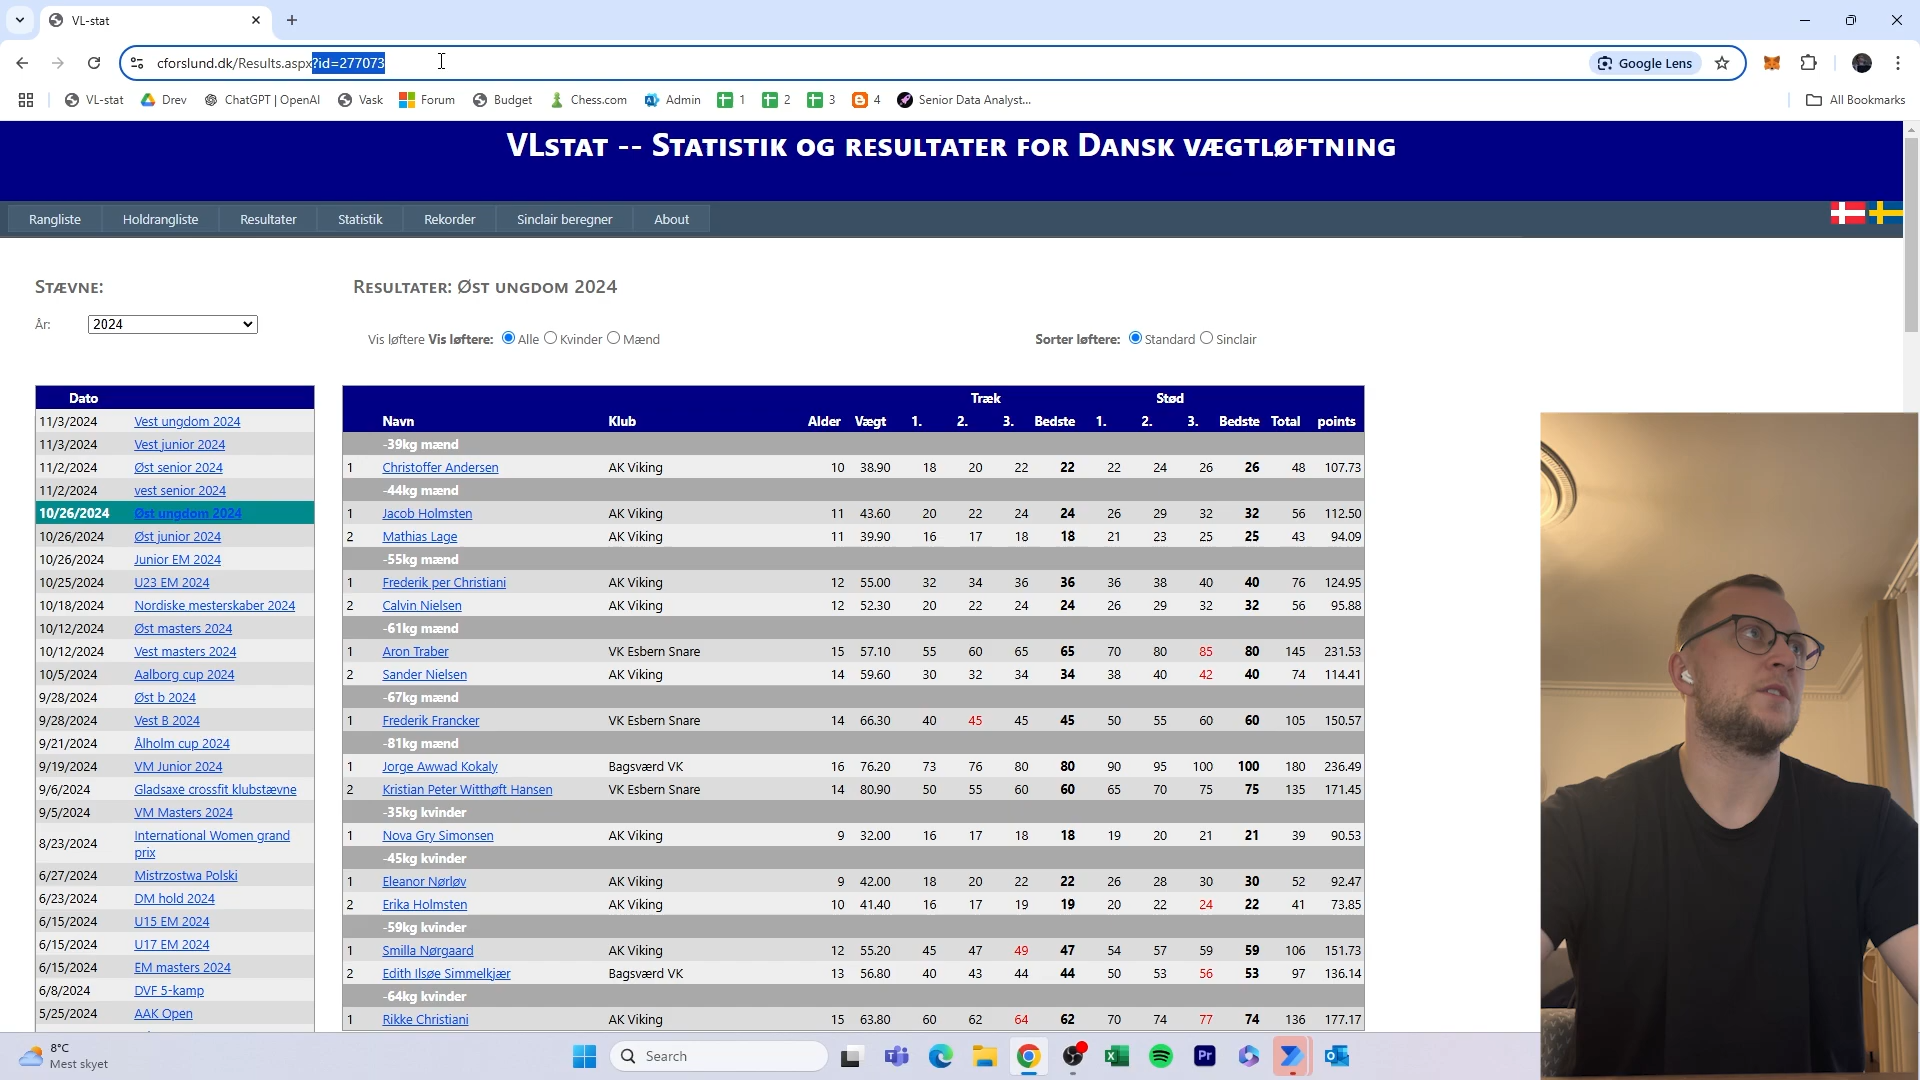 VL-stat
cforslund.dk/Results.aspx?id=277073
Google Lens
VL-stat Drev ChatGPT | OpenAI Vask Forum Budget Chess.com Admin 1 2 3 4 Senior Data Analyst... All Bookmarks
VLstat -- Statistik og resultater for Dansk vægtløftning
Rangliste Holdrangliste Resultater Statistik Rekorder Sinclair beregner About
Stævne:
År: 2024
Dato
11/3/2024 Vest ungdom 2024
11/3/2024 Vest junior 2024
11/2/2024 Øst senior 2024
11/2/2024 vest senior 2024
10/26/2024 Øst ungdom 2024
10/26/2024 Øst junior 2024
10/26/2024 Junior EM 2024
10/25/2024 U23 EM 2024
10/18/2024 Nordiske mesterskaber 2024
10/12/2024 Øst masters 2024
10/12/2024 Vest masters 2024
10/5/2024 Aalborg cup 2024
9/28/2024 Øst b 2024
9/28/2024 Vest B 2024
9/21/2024 Ålholm cup 2024
9/19/2024 VM Junior 2024
9/6/2024 Gladsaxe crossfit klubstævne
9/5/2024 VM Masters 2024
8/23/2024 International Women grand
prix
6/27/2024 Mistrzostwa Polski
6/23/2024 DM hold 2024
6/15/2024 U15 EM 2024
6/15/2024 U17 EM 2024
6/15/2024 EM masters 2024
6/8/2024 DVF 5-kamp
5/25/2024 AAK Open
Resultater: Øst ungdom 2024
Vis løftere Vis løftere: Alle Kvinder Mænd Sorter løftere: Standard Sinclair
Træk Stød
Navn Klub Alder Vægt 1. 2. 3. Bedste 1. 2. 3. Bedste Total points
-39kg mænd
1 Christoffer Andersen AK Viking 10 38.90 18 20 22 22 22 24 26 26 48 107.73
-44kg mænd
1 Jacob Holmsten AK Viking 11 43.60 20 22 24 24 26 29 32 32 56 112.50
2 Mathias Lage AK Viking 11 39.90 16 17 18 18 21 23 25 25 43 94.09
-55kg mænd
1 Frederik per Christiani AK Viking 12 55.00 32 34 36 36 36 38 40 40 76 124.95
2 Calvin Nielsen AK Viking 12 52.30 20 22 24 24 26 29 32 32 56 95.88
-61kg mænd
1 Aron Traber VK Esbern Snare 15 57.10 55 60 65 65 70 80 85 80 145 231.53
2 Sander Nielsen AK Viking 14 59.60 30 32 34 34 38 40 42 40 74 114.41
-67kg mænd
1 Frederik Francker VK Esbern Snare 14 66.30 40 45 45 45 50 55 60 60 105 150.57
-81kg mænd
1 Jorge Awwad Kokaly Bagsværd VK 16 76.20 73 76 80 80 90 95 100 100 180 236.49
2 Kristian Peter Witthøft Hansen VK Esbern Snare 14 80.90 50 55 60 60 65 70 75 75 135 171.45
-35kg kvinder
1 Nova Gry Simonsen AK Viking 9 32.00 16 17 18 18 19 20 21 21 39 90.53
-45kg kvinder
1 Eleanor Nørløv AK Viking 9 42.00 18 20 22 22 26 28 30 30 52 92.47
2 Erika Holmsten AK Viking 10 41.40 16 17 19 19 20 22 24 22 41 73.85
-59kg kvinder
1 Smilla Nørgaard AK Viking 12 55.20 45 47 49 47 54 57 59 59 106 151.73
2 Edith Ilsøe Simmelkjær Bagsværd VK 13 56.80 40 43 44 44 50 53 56 53 97 136.14
-64kg kvinder
1 Rikke Christiani AK Viking 15 63.80 60 62 64 62 70 74 77 74 136 177.17
8°C
Mest skyet
Search
Pr